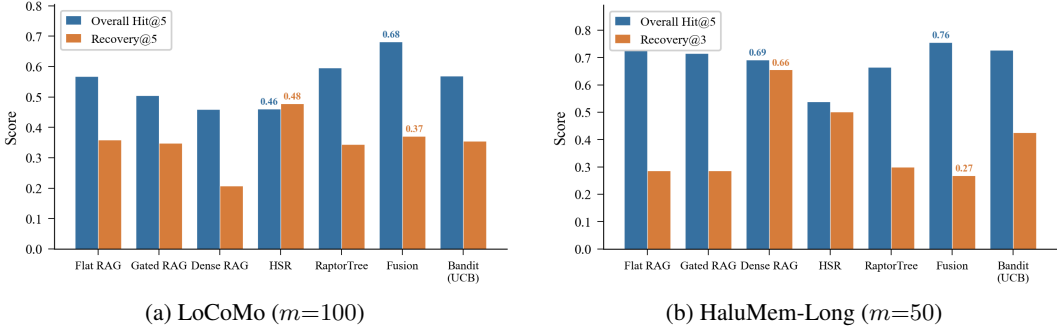 0.8
0.7
0.6
0.5
0.4
0.3
0.2
0.1
0.0
Score
Overall Hit@5
Recovery@5
0.46
0.48
0.68
0.37
Flat RAG
Gated RAG
Dense RAG
HSR
RaptorTree
Fusion
Bandit
(UCB)
(a) LoCoMo (m=100)
0.8
0.7
0.6
0.5
0.4
0.3
0.2
0.1
0.0
Score
Overall Hit@5
Recovery@3
0.69
0.66
0.76
0.27
Flat RAG
Gated RAG
Dense RAG
HSR
RaptorTree
Fusion
Bandit
(UCB)
(b) HaluMem-Long (m=50)